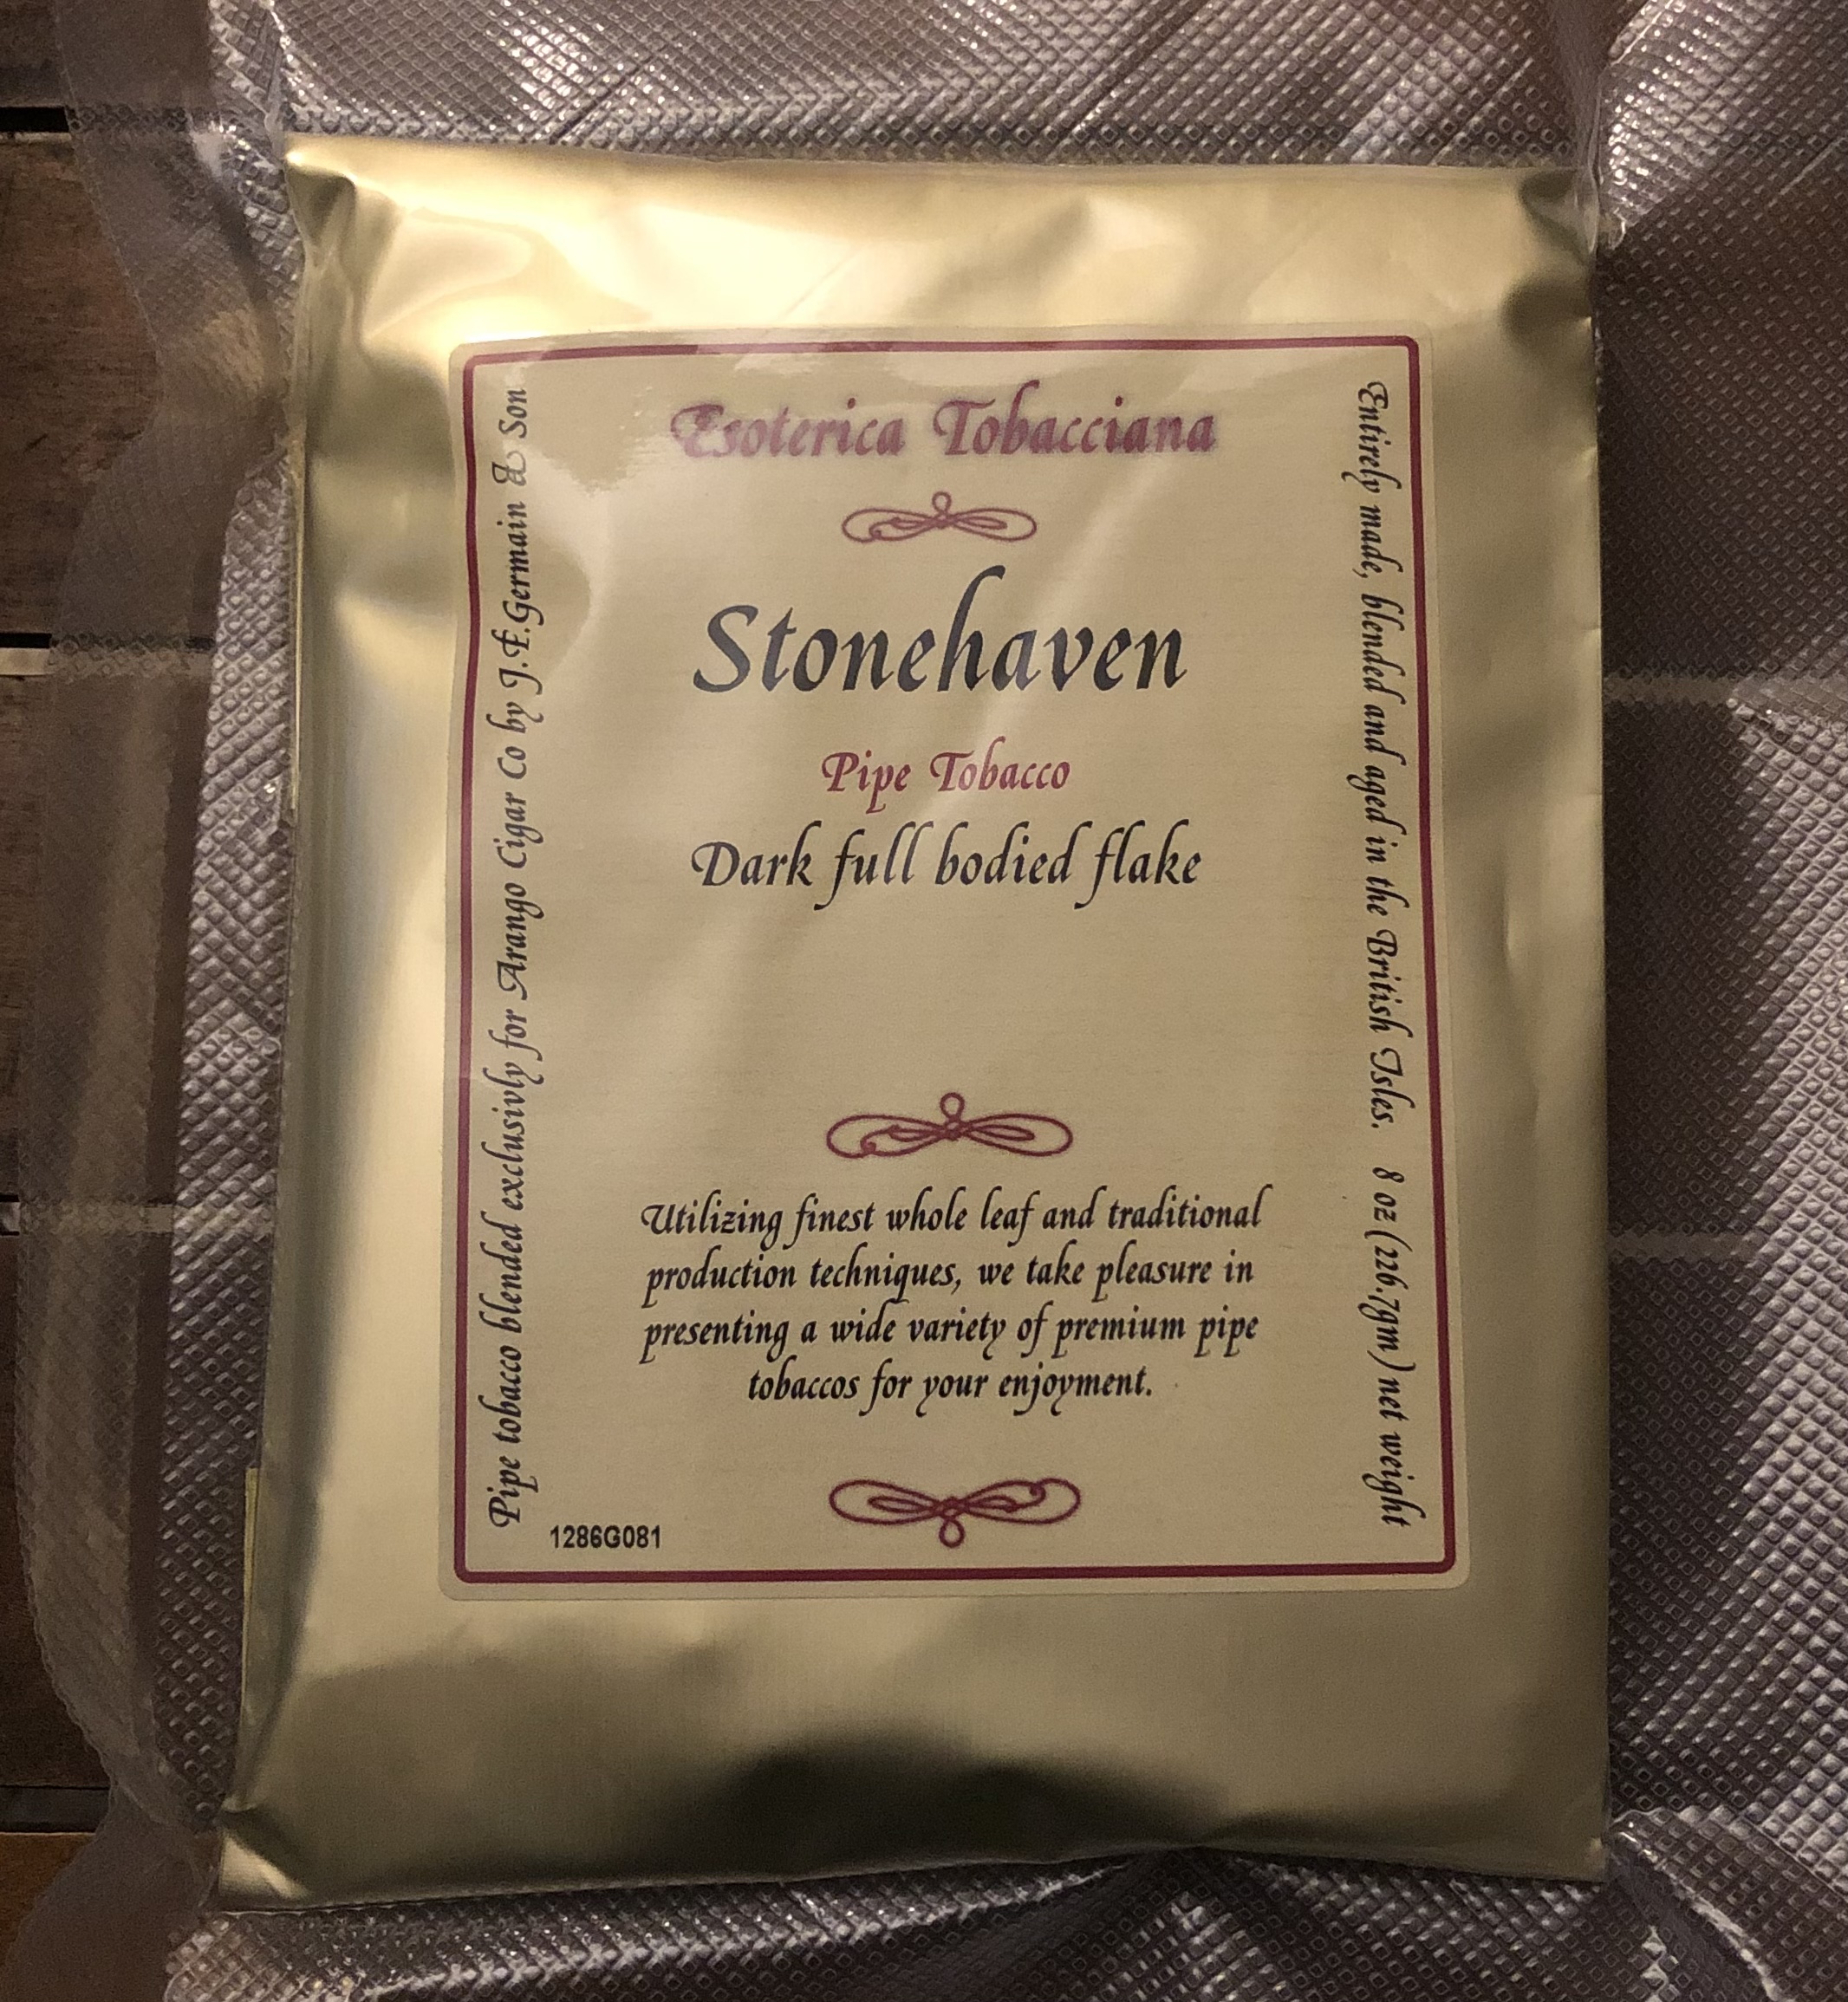 Esoterica Tobacciana
Stonehaven
Pipe Tobacco
Dark full bodied flake
Utilizing finest whole leaf and traditional
production techniques, we take pleasure in
presenting a wide variety of premium pipe
tobaccos for your enjoyment.
1286G081
Pipe tobacco blended exclusivly for Arango Cigar Co by J.F.Germain & Son
Entirely made, blended and aged in the British Isles. 8 oz (226.7gm) net weight